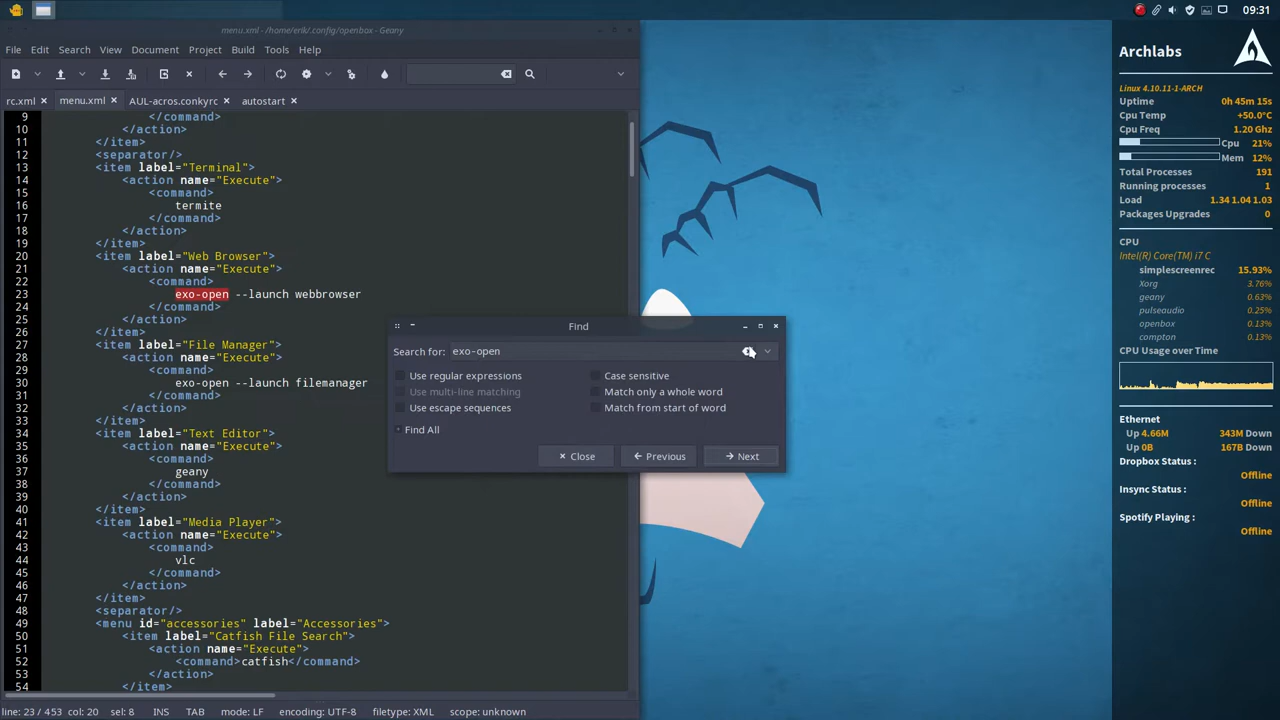 09:31
menu.xml - /home/erik/.config/openbox - Geany
File Edit Search View Document Project Build Tools Help
rc.xml menu.xml AUL-acros.conkyrc autostart
9 </command>
10 </action>
11 </item>
12 <separator/>
13 <item label="Terminal">
14 <action name="Execute">
15 <command>
16 termite
17 </command>
18 </action>
19 </item>
20 <item label="Web Browser">
21 <action name="Execute">
22 <command>
23 exo-open --launch webbrowser
24 </command>
25 </action>
26 </item>
27 <item label="File Manager">
28 <action name="Execute">
29 <command>
30 exo-open --launch filemanager
31 </command>
32 </action>
33 </item>
34 <item label="Text Editor">
35 <action name="Execute">
36 <command>
37 geany
38 </command>
39 </action>
40 </item>
41 <item label="Media Player">
42 <action name="Execute">
43 <command>
44 vlc
45 </command>
46 </action>
47 </item>
48 <separator/>
49 <menu id="accessories" label="Accessories">
50 <item label="Catfish File Search">
51 <action name="Execute">
52 <command>catfish</command>
53 </action>
54 </item>
line: 23 / 453 col: 20 sel: 8 INS TAB mode: LF encoding: UTF-8 filetype: XML scope: unknown
Find
Search for: exo-open
Use regular expressions Case sensitive
Use multi-line matching Match only a whole word
Use escape sequences Match from start of word
Find All
Close Previous Next
Archlabs
Linux 4.10.11-1-ARCH
Uptime 0h 45m 15s
Cpu Temp +50.0°C
Cpu Freq 1.20 Ghz
Cpu 21%
Mem 12%
Total Processes 191
Running processes 1
Load 1.34 1.04 1.03
Packages Upgrades 0
CPU
Intel(R) Core(TM) i7 C
simplescreenrec 15.93%
Xorg 3.76%
geany 0.63%
pulseaudio 0.25%
openbox 0.13%
compton 0.13%
CPU Usage over Time
Ethernet
Up 4.66M 343M Down
Up 0B 167B Down
Dropbox Status :
Offline
Insync Status :
Offline
Spotify Playing :
Offline